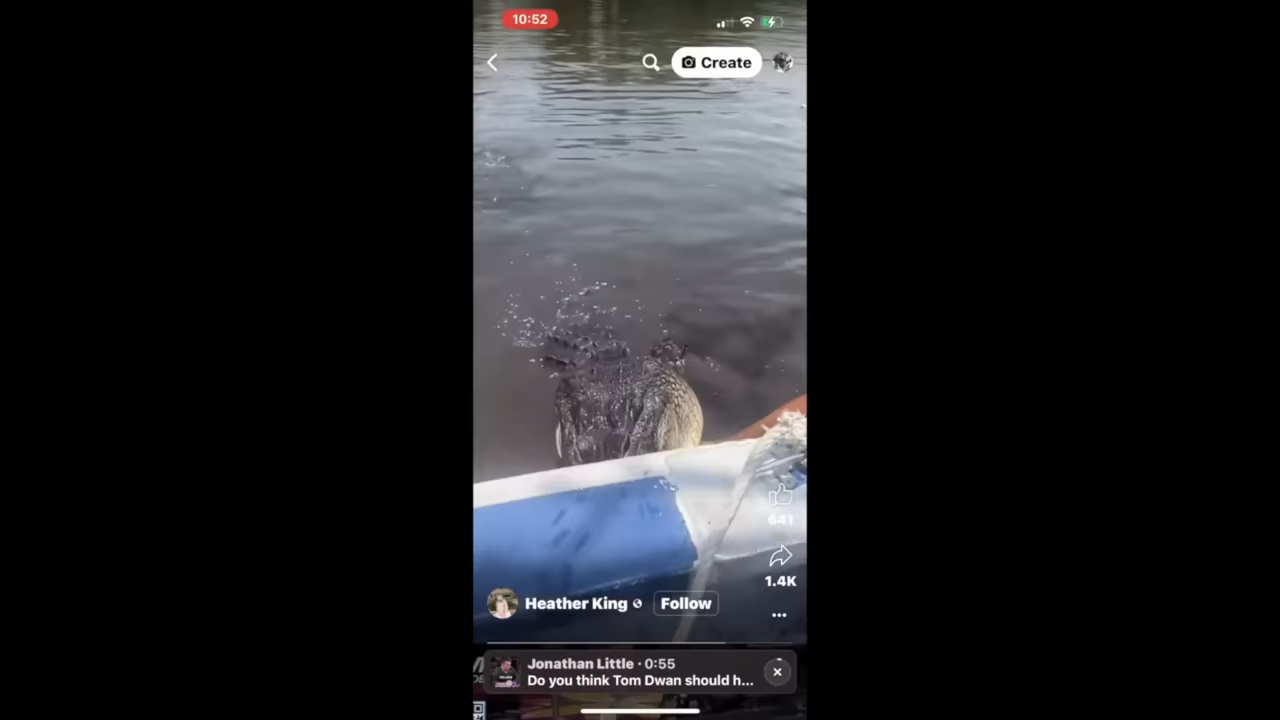 10:52
Create
641
1.4K
Heather King
Follow
Jonathan Little · 0:55
Do you think Tom Dwan should h...